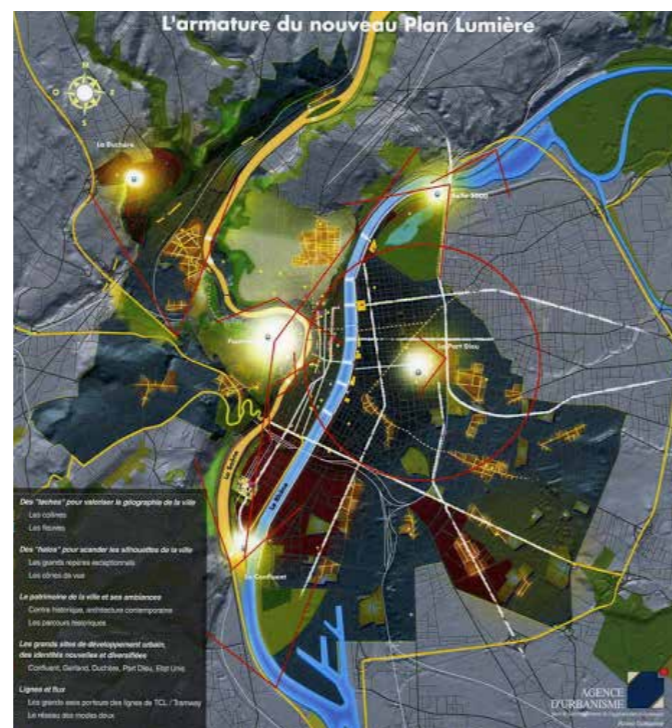 L'armature du nouveau Plan Lumière
N
O E
S
La Duchère
La Part Dieu
La Saône
Le Rhône
Le Confluent
Des "taches" pour valoriser la géographie de la ville
Les collines
Les fleuves
Des "halos" pour scander les silhouettes de la ville
Les grands repères exceptionnels
Les cônes de vue
Le patrimoine de la ville et ses ambiances
Centre historique, architecture contemporaine
Les parcours historiques
Les grands sites de développement urbain,
des identités nouvelles et diversifiées
Confluent, Gerland, Duchère, Part Dieu, Etat Unis
Lignes et flux
Les grands axes porteurs des lignes de TCL / Tramway
Le réseau des modes doux
AGENCE
D'URBANISME